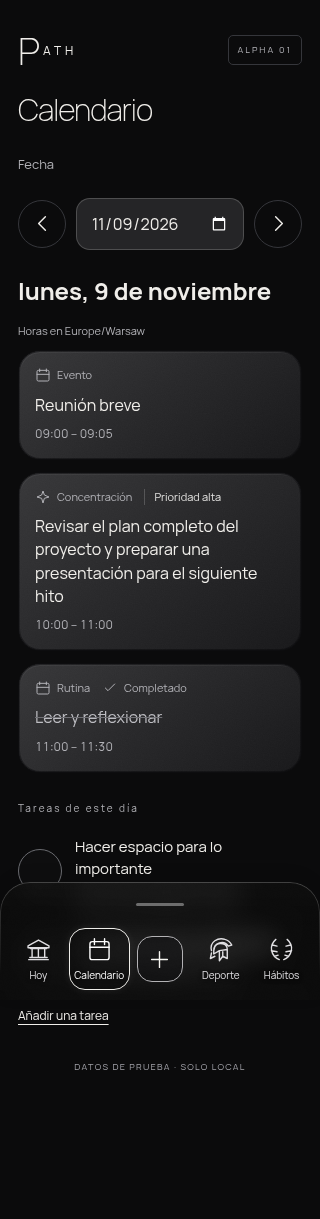 PATH
ALPHA 01
Calendario
Fecha
11/09/2026
lunes, 9 de noviembre
Horas en Europe/Warsaw
Evento
Reunión breve
09:00 – 09:05
Concentración | Prioridad alta
Revisar el plan completo del
proyecto y preparar una
presentación para el siguiente
hito
10:00 – 11:00
Rutina Completado
Leer y reflexionar
11:00 – 11:30
Tareas de este día
Hacer espacio para lo
importante
Hoy
Calendario
Deporte
Hábitos
Añadir una tarea
DATOS DE PRUEBA · SOLO LOCAL